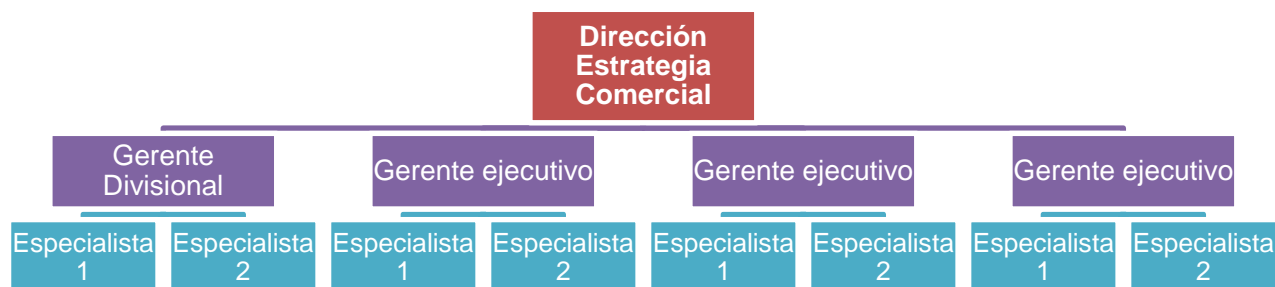 Dirección
Estrategia
Comercial
Gerente
Divisional
Gerente ejecutivo
Gerente ejecutivo
Gerente ejecutivo
Especialista
1
Especialista
2
Especialista
1
Especialista
2
Especialista
1
Especialista
2
Especialista
1
Especialista
2